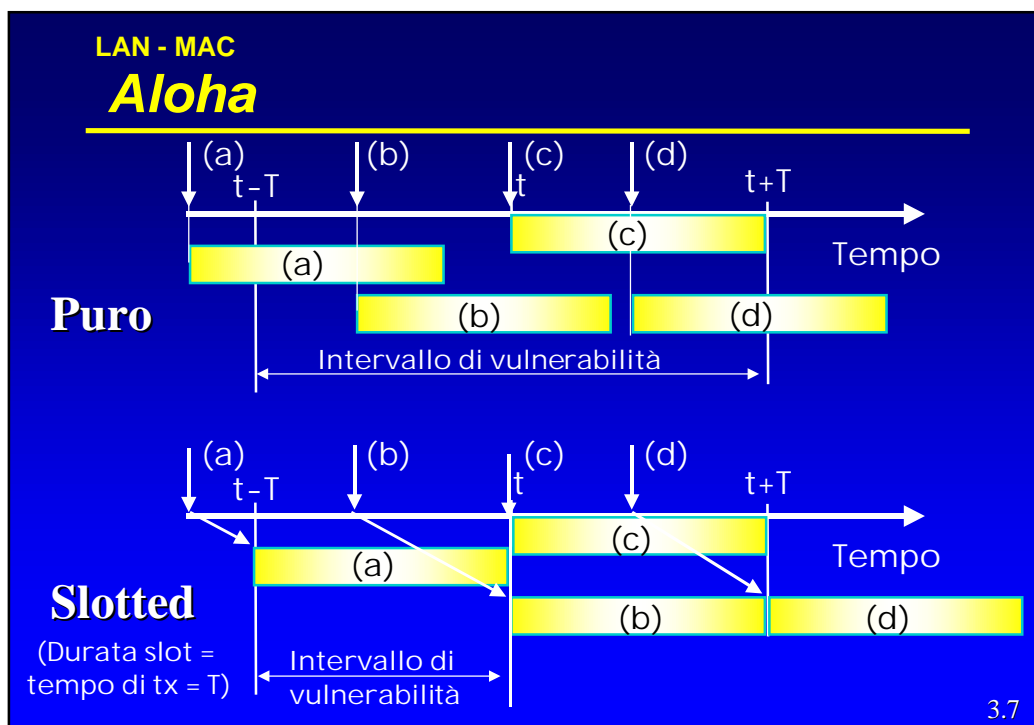 LAN - MAC
Aloha
(a) (b) (c) (d)
t-T t t+T
(c)
Tempo
(a)
Puro
(b) (d)
Intervallo di vulnerabilità
(a) (b) (c) (d)
t-T t t+T
(c)
Tempo
(a)
Slotted
(b) (d)
(Durata slot =
tempo di tx = T)
Intervallo di
vulnerabilità
3.7